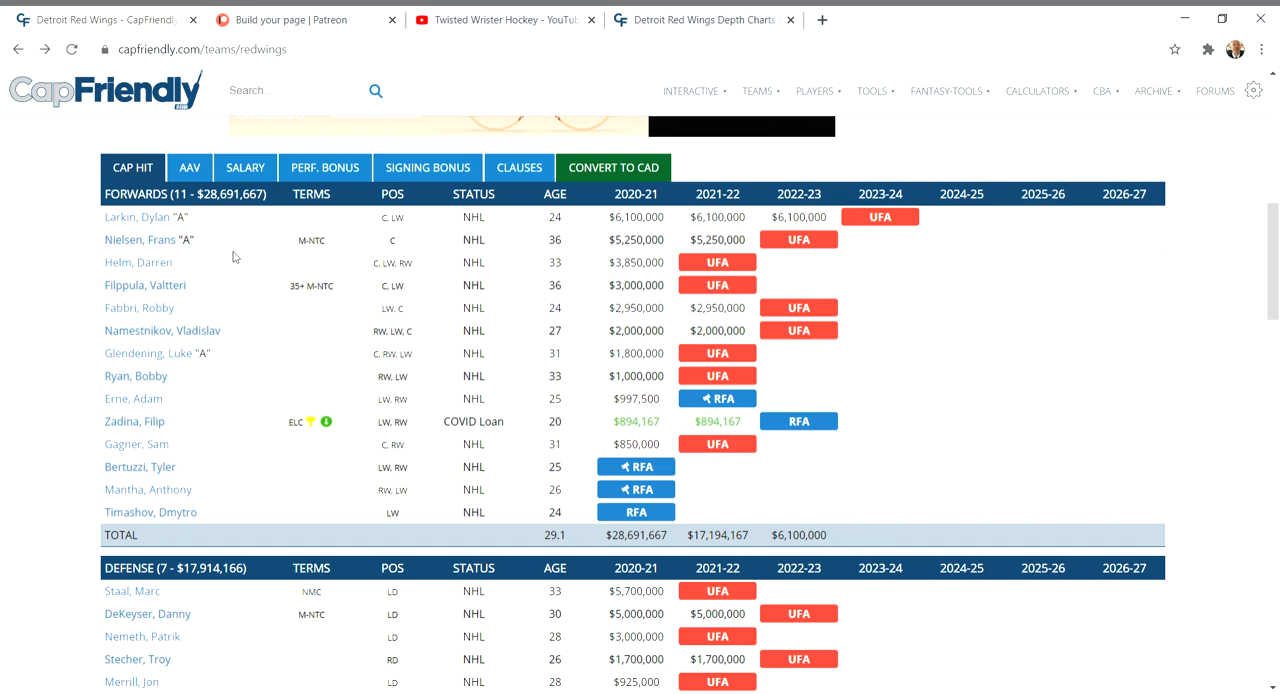 Detroit Red Wings - CapFriendly × Build your page | Patreon × Twisted Wrister Hockey - YouTub × Detroit Red Wings Depth Charts × +
capfriendly.com/teams/redwings
CapFriendly Search... INTERACTIVE TEAMS PLAYERS TOOLS FANTASY-TOOLS CALCULATORS CBA ARCHIVE FORUMS
CAP HIT AAV SALARY PERF. BONUS SIGNING BONUS CLAUSES CONVERT TO CAD
FORWARDS (11 - $28,691,667) TERMS POS STATUS AGE 2020-21 2021-22 2022-23 2023-24 2024-25 2025-26 2026-27
Larkin, Dylan "A" C, LW NHL 24 $6,100,000 $6,100,000 $6,100,000 UFA
Nielsen, Frans "A" M-NTC C NHL 36 $5,250,000 $5,250,000 UFA
Helm, Darren C, LW, RW NHL 33 $3,850,000 UFA
Filppula, Valtteri 35+ M-NTC C, LW NHL 36 $3,000,000 UFA
Fabbri, Robby LW, C NHL 24 $2,950,000 $2,950,000 UFA
Namestnikov, Vladislav RW, LW, C NHL 27 $2,000,000 $2,000,000 UFA
Glendening, Luke "A" C, RW, LW NHL 31 $1,800,000 UFA
Ryan, Bobby RW, LW NHL 33 $1,000,000 UFA
Erne, Adam LW, RW NHL 25 $997,500 RFA
Zadina, Filip ELC LW, RW COVID Loan 20 $894,167 $894,167 RFA
Gagner, Sam C, RW NHL 31 $850,000 UFA
Bertuzzi, Tyler LW, RW NHL 25 RFA
Mantha, Anthony RW, LW NHL 26 RFA
Timashov, Dmytro LW NHL 24 RFA
TOTAL 29.1 $28,691,667 $17,194,167 $6,100,000
DEFENSE (7 - $17,914,166) TERMS POS STATUS AGE 2020-21 2021-22 2022-23 2023-24 2024-25 2025-26 2026-27
Staal, Marc NMC LD NHL 33 $5,700,000 UFA
DeKeyser, Danny M-NTC LD NHL 30 $5,000,000 $5,000,000 UFA
Nemeth, Patrik LD NHL 28 $3,000,000 UFA
Stecher, Troy RD NHL 26 $1,700,000 $1,700,000 UFA
Merrill, Jon LD NHL 28 $925,000 UFA